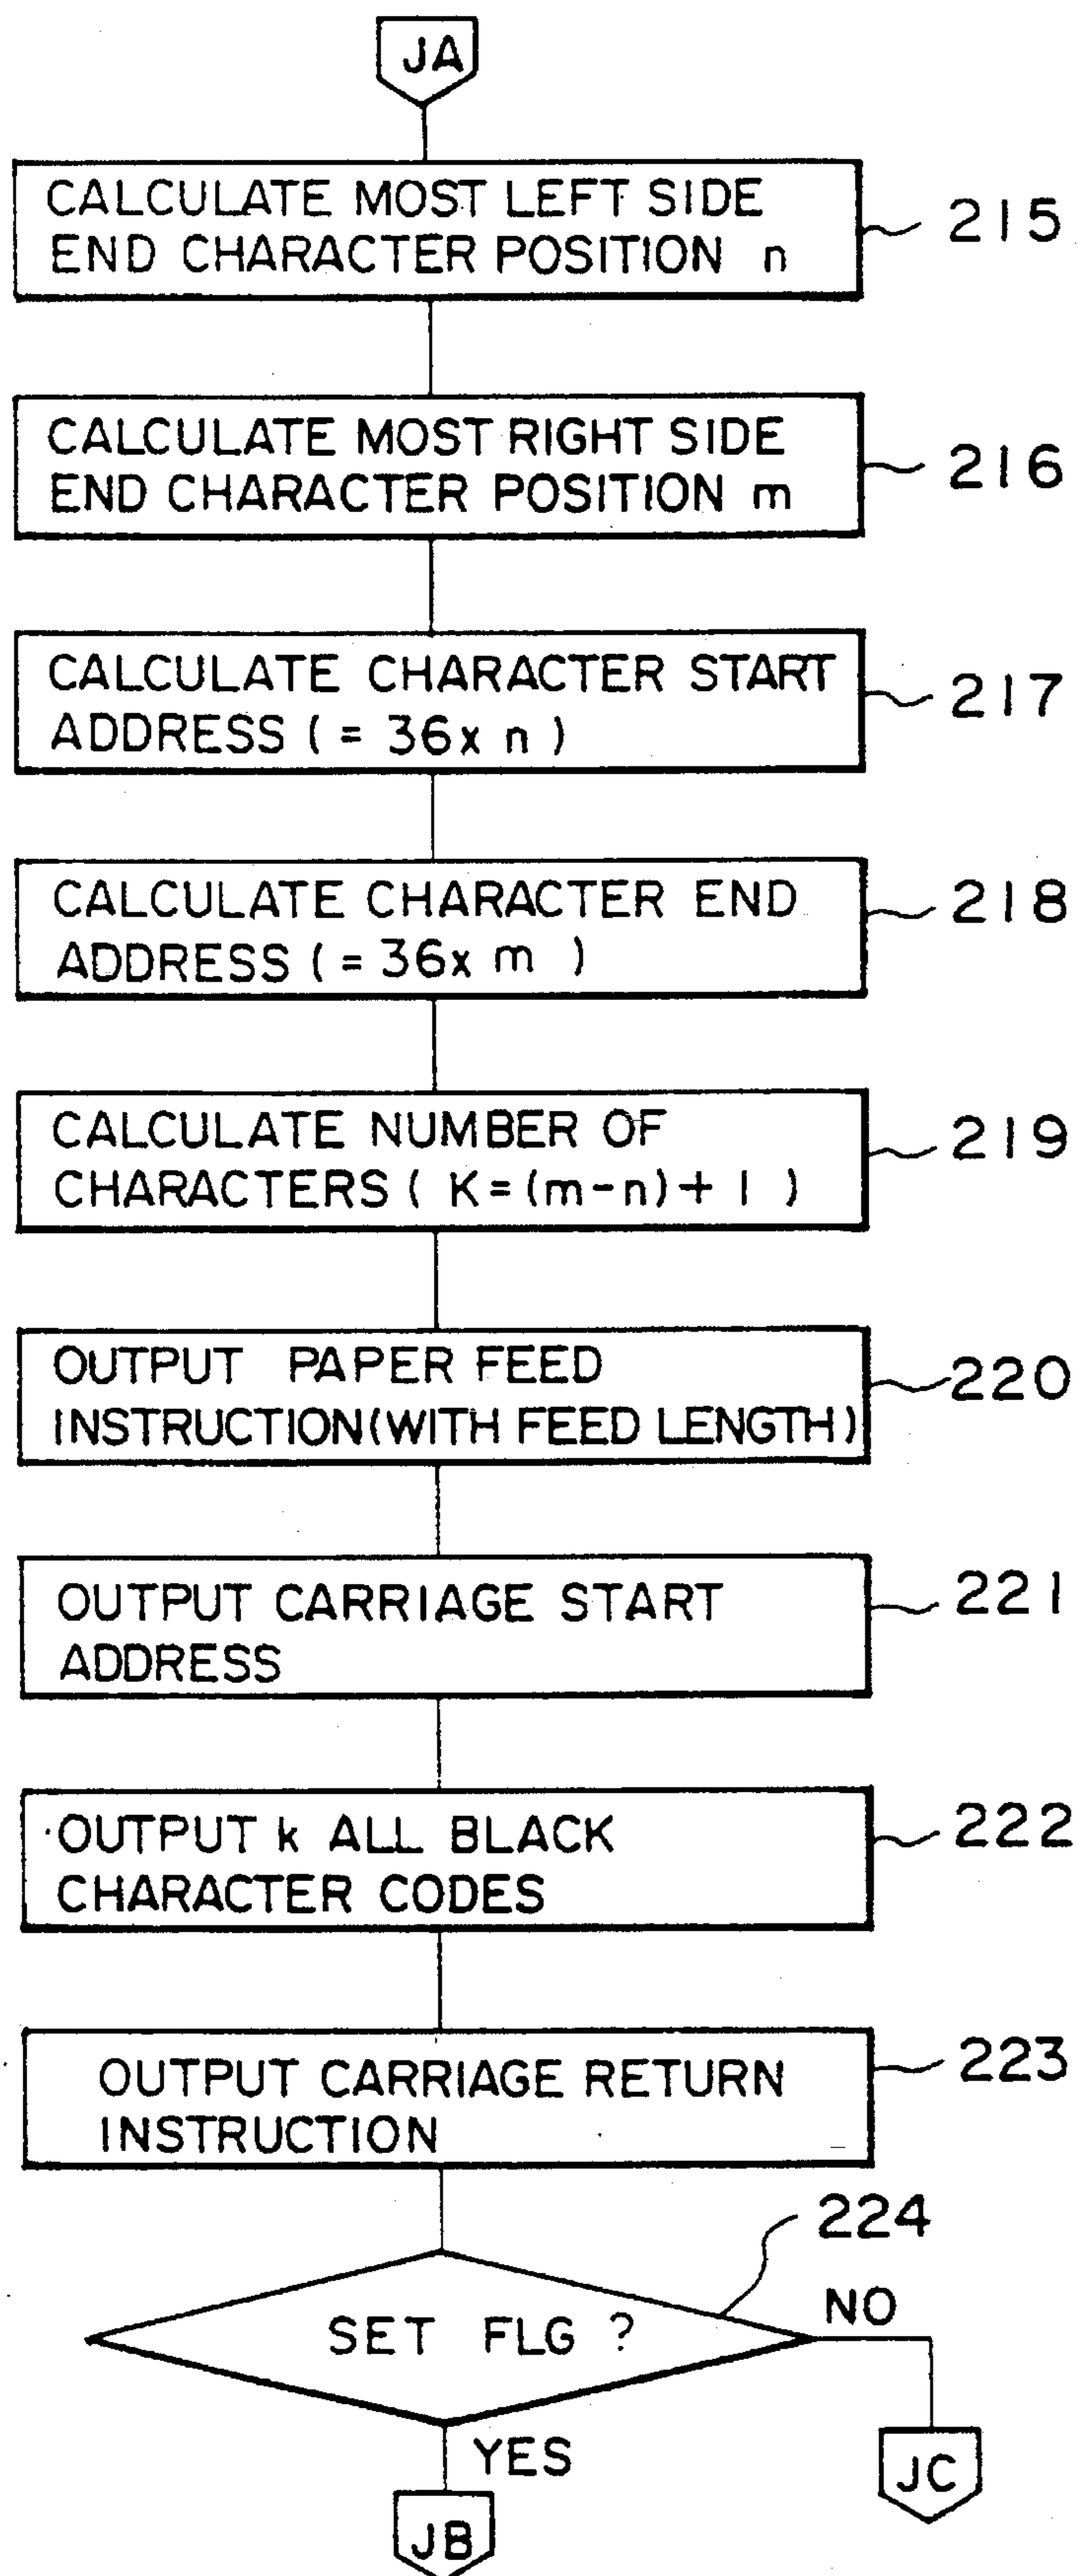 JA
CALCULATE MOST LEFT SIDE
END CHARACTER POSITION n
215
CALCULATE MOST RIGHT SIDE
END CHARACTER POSITION m
216
CALCULATE CHARACTER START
ADDRESS ( = 36x n )
217
CALCULATE CHARACTER END
ADDRESS ( = 36x m )
218
CALCULATE NUMBER OF
CHARACTERS ( K = (m-n) + 1 )
219
OUTPUT PAPER FEED
INSTRUCTION (WITH FEED LENGTH)
220
OUTPUT CARRIAGE START
ADDRESS
221
OUTPUT k ALL BLACK
CHARACTER CODES
222
OUTPUT CARRIAGE RETURN
INSTRUCTION
223
224
SET FLG ?
NO
YES
JC
JB